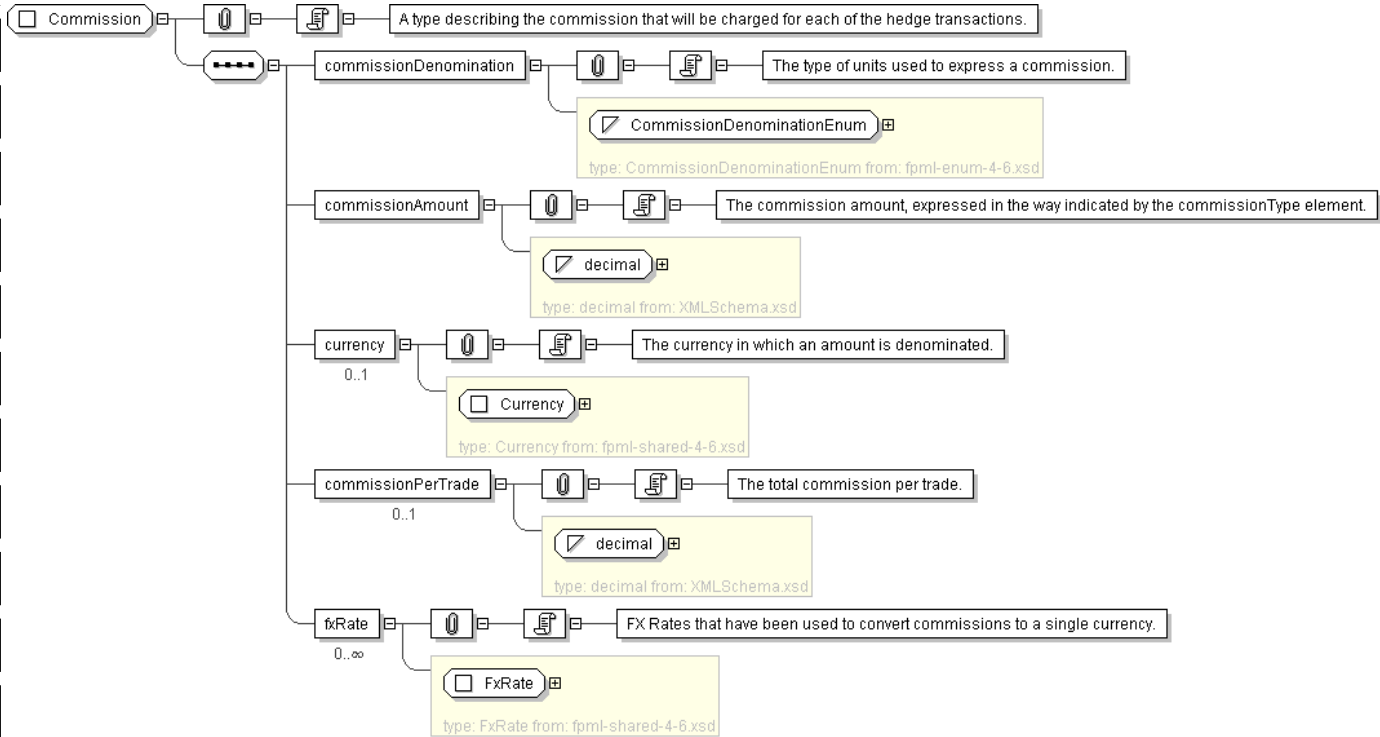 Commission
A type describing the commission that will be charged for each of the hedge transactions.
commissionDenomination
The type of units used to express a commission.
CommissionDenominationEnum
type: CommissionDenominationEnum from: fpml-enum-4-6.xsd
commissionAmount
The commission amount, expressed in the way indicated by the commissionType element.
decimal
type: decimal from: XMLSchema.xsd
currency
The currency in which an amount is denominated.
0..1
Currency
type: Currency from: fpml-shared-4-6.xsd
commissionPerTrade
The total commission per trade.
0..1
decimal
type: decimal from: XMLSchema.xsd
fxRate
FX Rates that have been used to convert commissions to a single currency.
0..∞
FxRate
type: FxRate from: fpml-shared-4-6.xsd